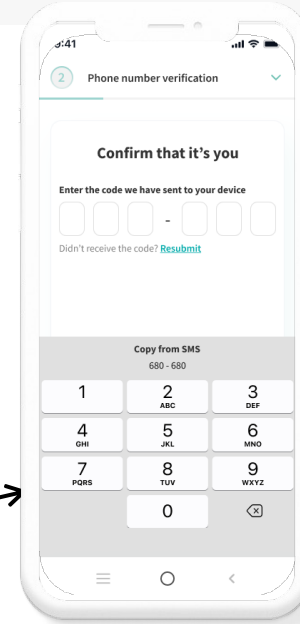 9:41
2 Phone number verification
Confirm that it's you
Enter the code we have sent to your device
-
Didn't receive the code? Resubmit
Copy from SMS
680 - 680
1 2 3
ABC DEF
4 5 6
GHI JKL MNO
7 8 9
PQRS TUV WXYZ
0